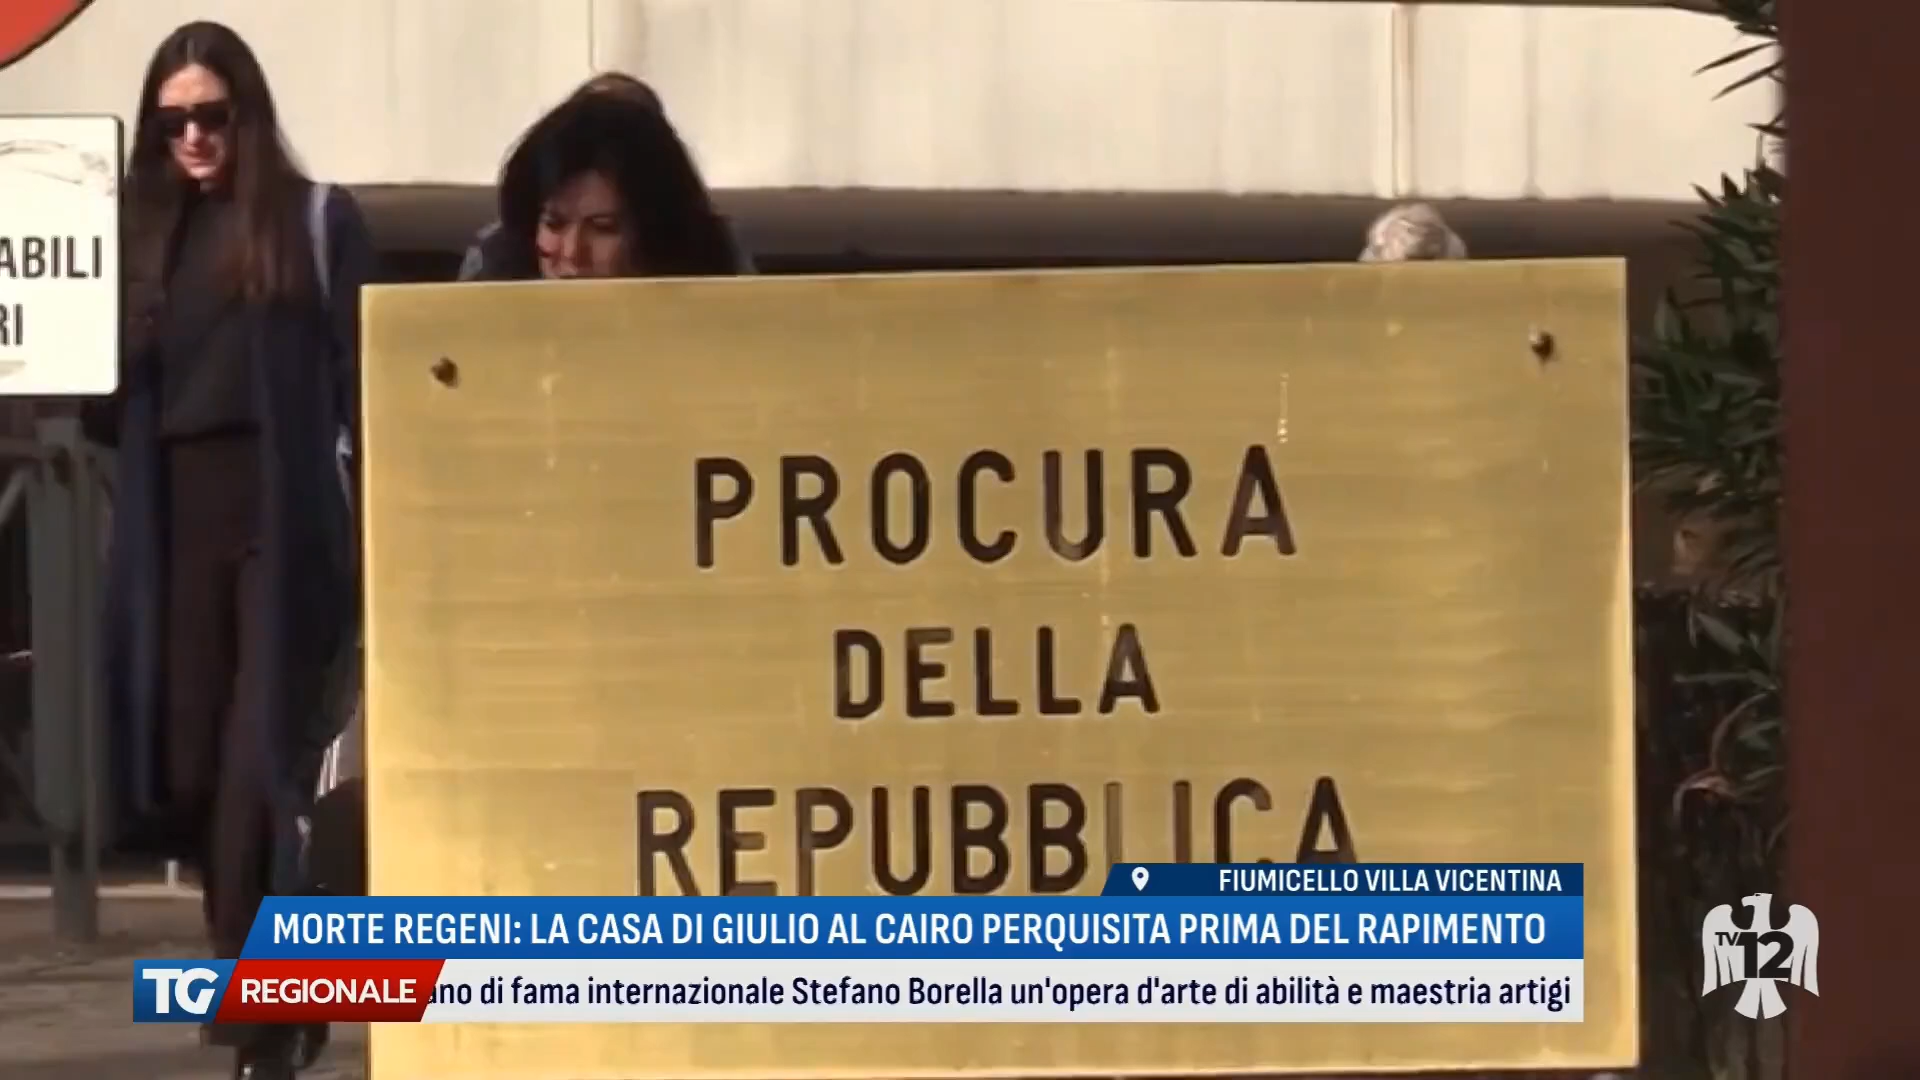 ABILI
RI
PROCURA
DELLA
REPUBBLICA
FIUMICELLO VILLA VICENTINA
MORTE REGENI: LA CASA DI GIULIO AL CAIRO PERQUISITA PRIMA DEL RAPIMENTO
TG REGIONALE
ano di fama internazionale Stefano Borella un'opera d'arte di abilità e maestria artigi
TV12